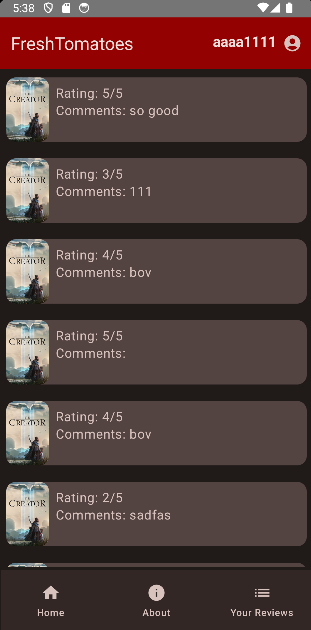 5:38
FreshTomatoes
aaaa1111
CREATOR
Rating: 5/5
Comments: so good
CREATOR
Rating: 3/5
Comments: 111
CREATOR
Rating: 4/5
Comments: bov
CREATOR
Rating: 5/5
Comments:
CREATOR
Rating: 4/5
Comments: bov
CREATOR
Rating: 2/5
Comments: sadfas
Home
About
Your Reviews